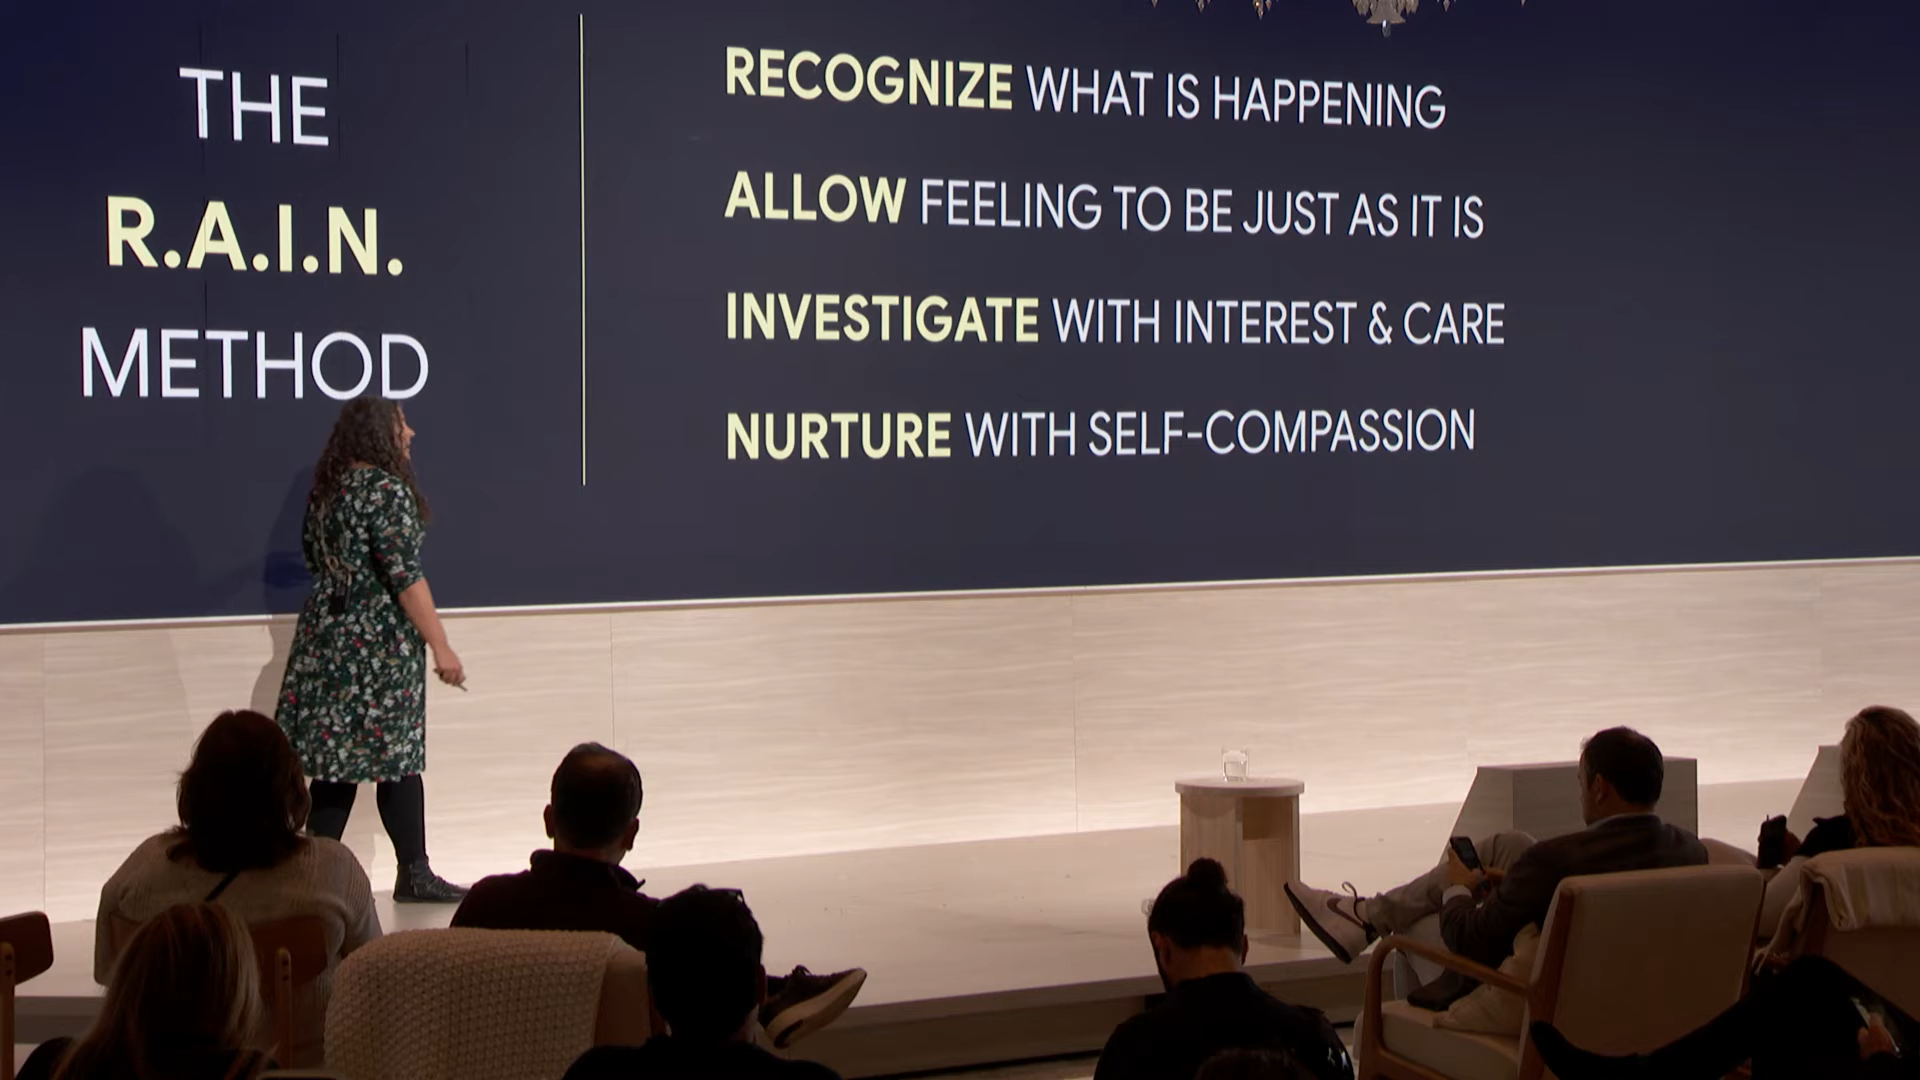 THE
R.A.I.N.
METHOD
RECOGNIZE WHAT IS HAPPENING
ALLOW FEELING TO BE JUST AS IT IS
INVESTIGATE WITH INTEREST & CARE
NURTURE WITH SELF-COMPASSION